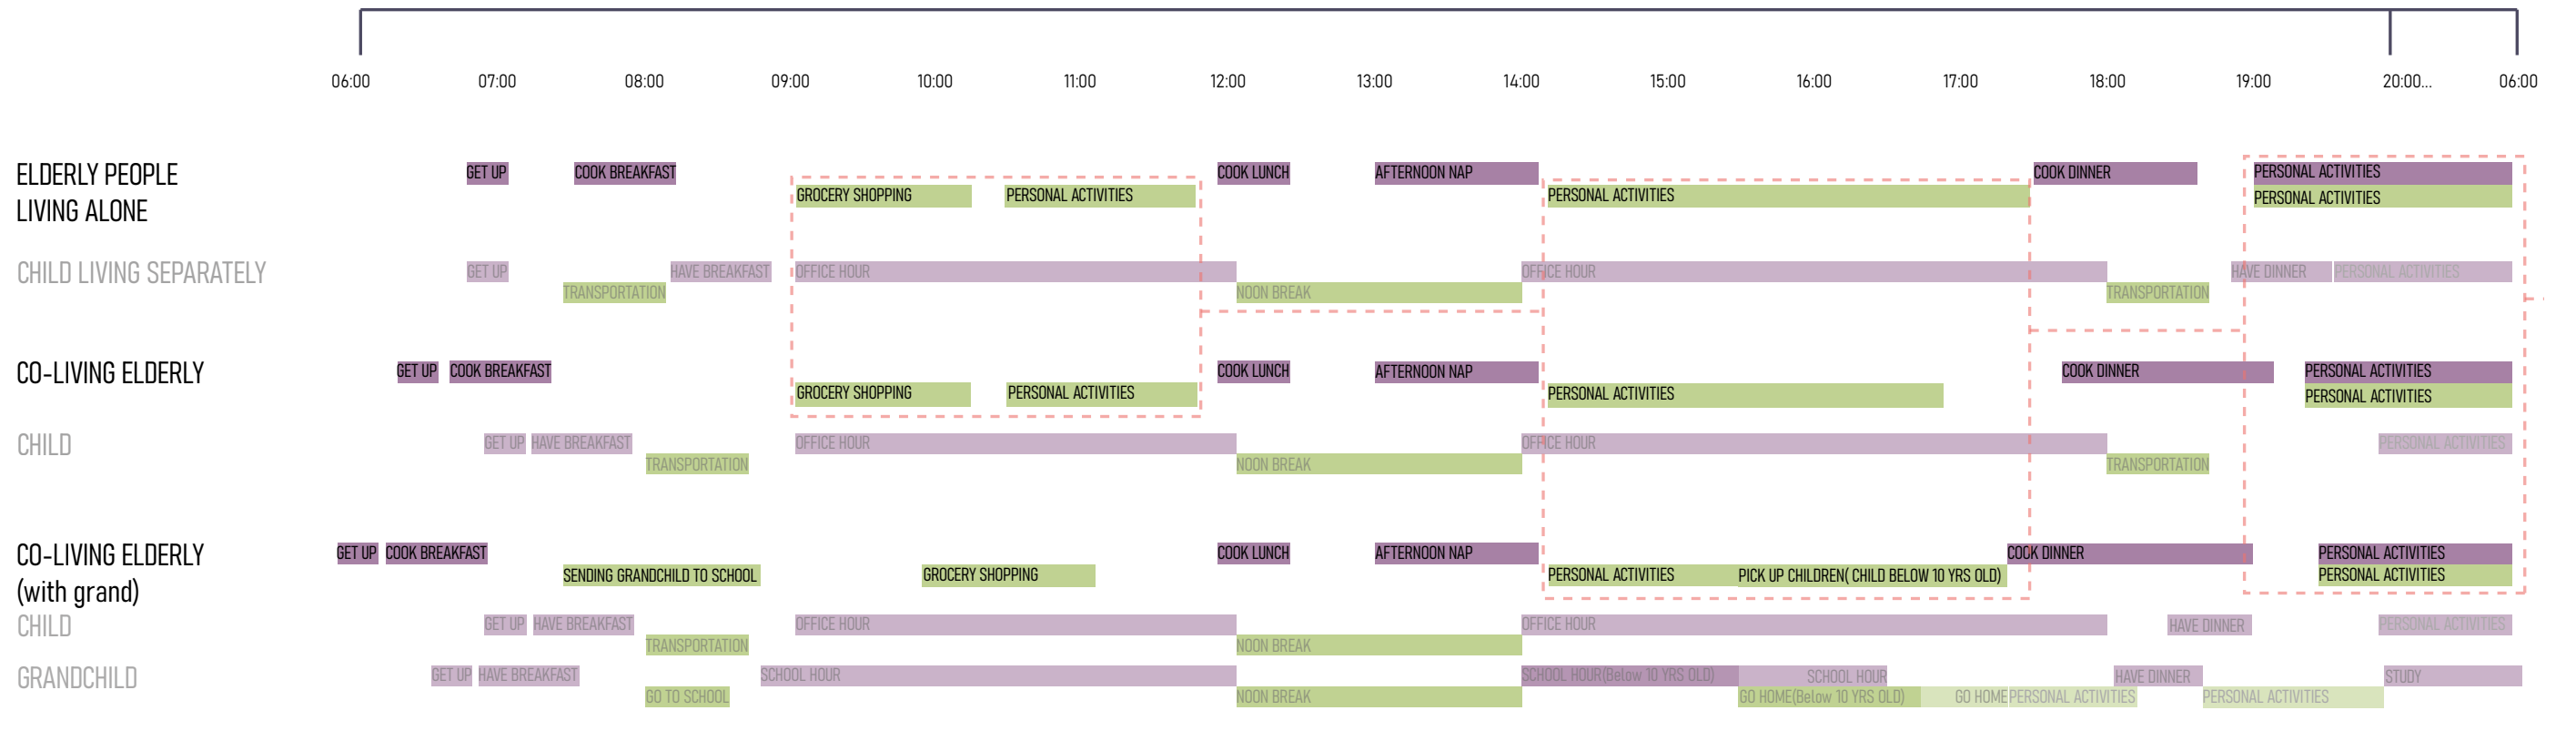 06:00 07:00 08:00 09:00 10:00 11:00 12:00 13:00 14:00 15:00 16:00 17:00 18:00 19:00 20:00... 06:00
ELDERLY PEOPLE
LIVING ALONE
GET UP COOK BREAKFAST COOK LUNCH AFTERNOON NAP COOK DINNER PERSONAL ACTIVITIES
GROCERY SHOPPING PERSONAL ACTIVITIES PERSONAL ACTIVITIES PERSONAL ACTIVITIES
CHILD LIVING SEPARATELY
GET UP HAVE BREAKFAST OFFICE HOUR OFFICE HOUR HAVE DINNER PERSONAL ACTIVITIES
TRANSPORTATION NOON BREAK TRANSPORTATION
CO-LIVING ELDERLY
GET UP COOK BREAKFAST COOK LUNCH AFTERNOON NAP COOK DINNER PERSONAL ACTIVITIES
GROCERY SHOPPING PERSONAL ACTIVITIES PERSONAL ACTIVITIES PERSONAL ACTIVITIES
CHILD
GET UP HAVE BREAKFAST OFFICE HOUR OFFICE HOUR PERSONAL ACTIVITIES
TRANSPORTATION NOON BREAK TRANSPORTATION
CO-LIVING ELDERLY
(with grand)
GET UP COOK BREAKFAST COOK LUNCH AFTERNOON NAP COOK DINNER PERSONAL ACTIVITIES
SENDING GRANDCHILD TO SCHOOL GROCERY SHOPPING PERSONAL ACTIVITIES PICK UP CHILDREN( CHILD BELOW 10 YRS OLD) PERSONAL ACTIVITIES
CHILD
GET UP HAVE BREAKFAST OFFICE HOUR OFFICE HOUR HAVE DINNER PERSONAL ACTIVITIES
TRANSPORTATION NOON BREAK
GRANDCHILD
GET UP HAVE BREAKFAST SCHOOL HOUR SCHOOL HOUR(Below 10 YRS OLD) SCHOOL HOUR HAVE DINNER STUDY
GO TO SCHOOL NOON BREAK GO HOME(Below 10 YRS OLD) GO HOME PERSONAL ACTIVITIES PERSONAL ACTIVITIES